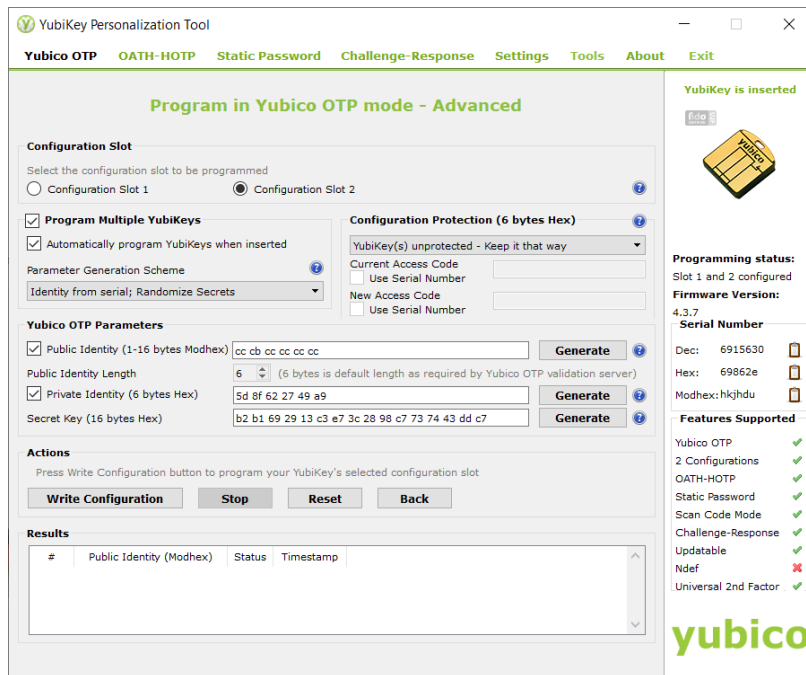 YubiKey Personalization Tool
Yubico OTP OATH-HOTP Static Password Challenge-Response Settings Tools About Exit
Program in Yubico OTP mode - Advanced
Configuration Slot
Select the configuration slot to be programmed
Configuration Slot 1 Configuration Slot 2
Program Multiple YubiKeys
Automatically program YubiKeys when inserted
Parameter Generation Scheme
Identity from serial; Randomize Secrets
Configuration Protection (6 bytes Hex)
YubiKey(s) unprotected - Keep it that way
Current Access Code
Use Serial Number
New Access Code
Use Serial Number
Yubico OTP Parameters
Public Identity (1-16 bytes Modhex) cc cb cc cc cc cc Generate
Public Identity Length 6 (6 bytes is default length as required by Yubico OTP validation server)
Private Identity (6 bytes Hex) 5d 8f 62 27 49 a9 Generate
Secret Key (16 bytes Hex) b2 b1 69 29 13 c3 e7 3c 28 98 c7 73 74 43 dd c7 Generate
Actions
Press Write Configuration button to program your YubiKey's selected configuration slot
Write Configuration Stop Reset Back
Results
# Public Identity (Modhex) Status Timestamp
YubiKey is inserted
fido
yubico
Programming status:
Slot 1 and 2 configured
Firmware Version:
4.3.7
Serial Number
Dec: 6915630
Hex: 69862e
Modhex: hkjhdu
Features Supported
Yubico OTP
2 Configurations
OATH-HOTP
Static Password
Scan Code Mode
Challenge-Response
Updatable
Ndef
Universal 2nd Factor
yubico